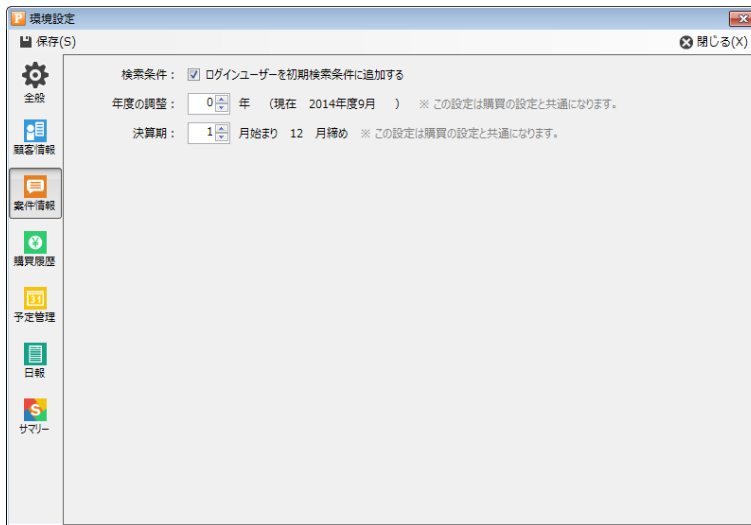 環境設定
保存(S)
閉じる(X)
全般
顧客情報
案件情報
購買履歴
予定管理
日報
サマリー
検索条件： ログインユーザーを初期検索条件に追加する
年度の調整： 0 年 （現在 2014年度9月 ） ※ この設定は購買の設定と共通になります。
決算期： 1 月始まり 12 月締め ※ この設定は購買の設定と共通になります。
31
S
P